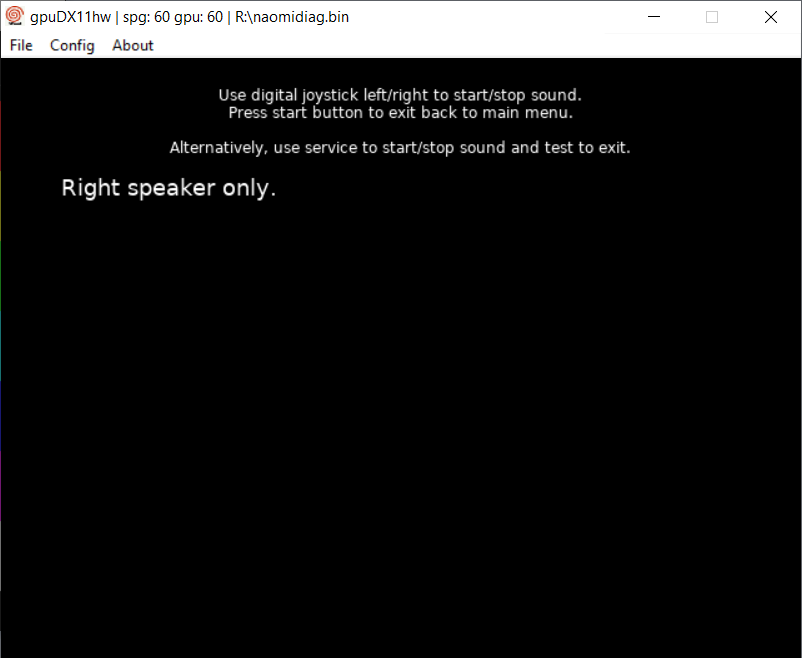 gpuDX11hw | spg: 60 gpu: 60 | R:\naomidiag.bin
File Config About
Use digital joystick left/right to start/stop sound.
Press start button to exit back to main menu.
Alternatively, use service to start/stop sound and test to exit.
Right speaker only.